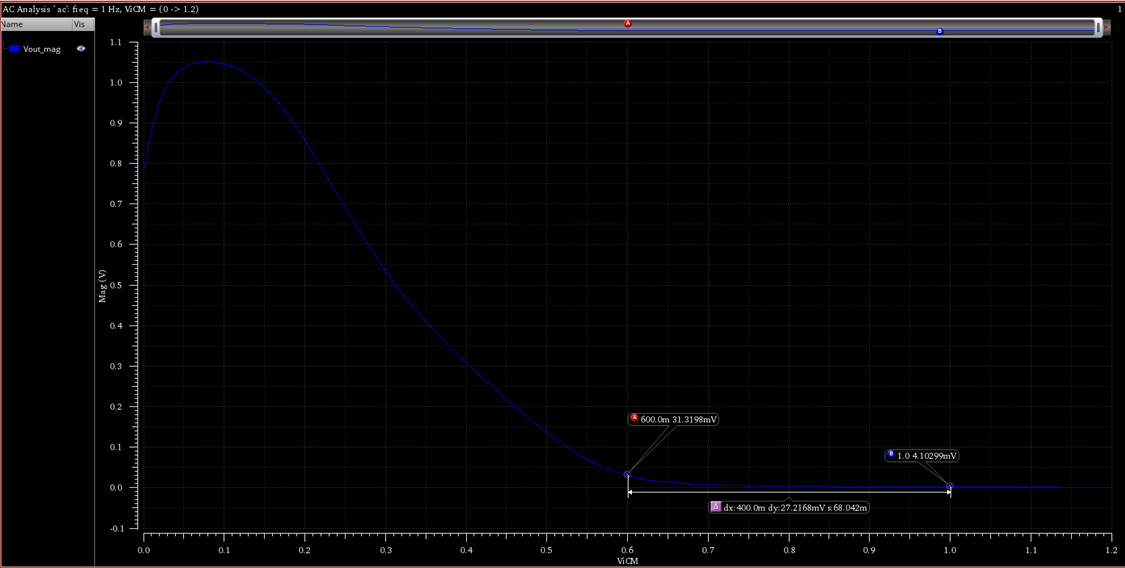 AC Analysis `ac': freq = 1 Hz, ViCM = (0 -> 1.2)
1
Name Vis
A
B
Vout_mag
1.1
1.0
0.9
0.8
0.7
0.6
0.5
0.4
0.3
0.2
0.1
0.0
-0.1
Mag (V)
A 600.0m 31.3198mV
B 1.0 4.10299mV
dx:400.0m dy:27.2168mV s:68.042m
0.0 0.1 0.2 0.3 0.4 0.5 0.6 0.7 0.8 0.9 1.0 1.1 1.2
ViCM